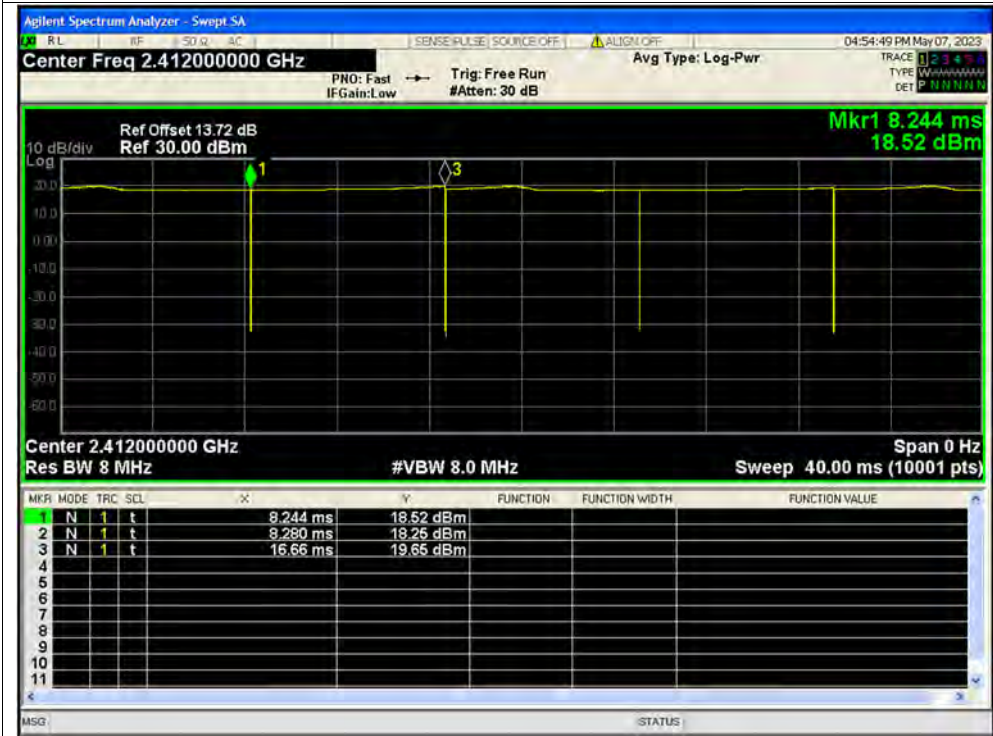 Agilent Spectrum Analyzer - Swept SA
RL RF 50 Ω AC SENSE:PULSE SOURCE OFF ALIGN OFF 04:54:49 PM May 07, 2023
Center Freq 2.412000000 GHz
PNO: Fast
IFGain:Low
Trig: Free Run
#Atten: 30 dB
Avg Type: Log-Pwr
TRACE 1 2 3 4 5 6
TYPE
DET P N N N N N
Mkr1 8.244 ms
18.52 dBm
Ref Offset 13.72 dB
10 dB/div Ref 30.00 dBm
Log
1
3
20.0
10.0
0.00
-10.0
-20.0
-30.0
-40.0
-50.0
-60.0
Center 2.412000000 GHz Span 0 Hz
Res BW 8 MHz #VBW 8.0 MHz Sweep 40.00 ms (10001 pts)
MKR MODE TRC SCL X Y FUNCTION FUNCTION WIDTH FUNCTION VALUE
1 N 1 t 8.244 ms 18.52 dBm
2 N 1 t 8.280 ms 18.25 dBm
3 N 1 t 16.66 ms 19.65 dBm
4
5
6
7
8
9
10
11
MSG STATUS